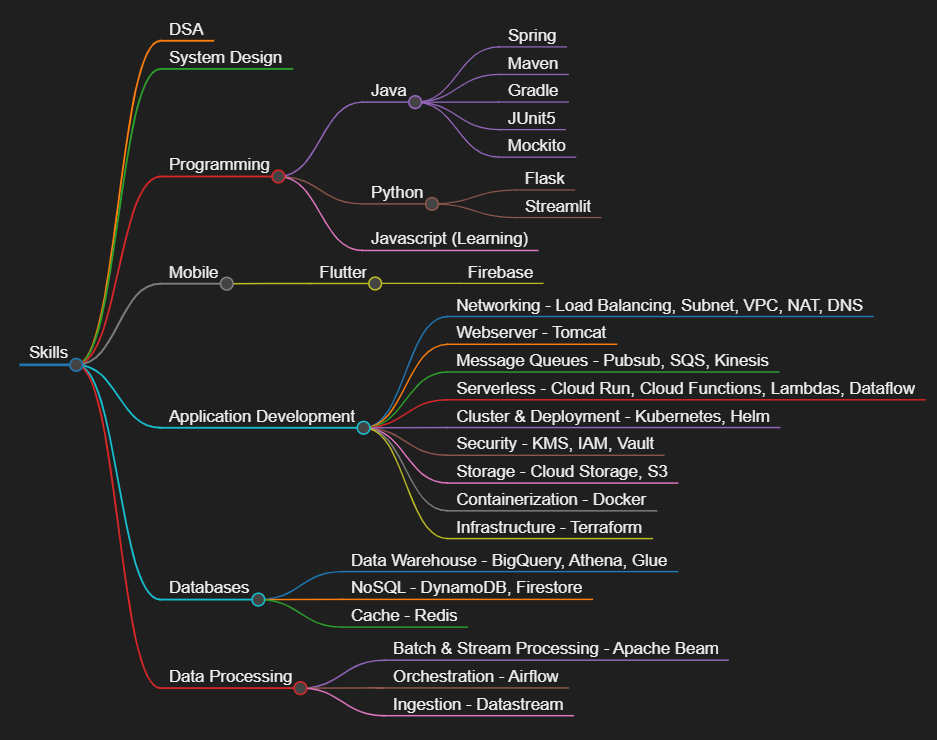 DSA
System Design
Spring
Maven
Java
Gradle
JUnit5
Mockito
Programming
Flask
Python
Streamlit
Javascript (Learning)
Mobile
Flutter
Firebase
Networking - Load Balancing, Subnet, VPC, NAT, DNS
Webserver - Tomcat
Skills
Message Queues - Pubsub, SQS, Kinesis
Serverless - Cloud Run, Cloud Functions, Lambdas, Dataflow
Application Development
Cluster & Deployment - Kubernetes, Helm
Security - KMS, IAM, Vault
Storage - Cloud Storage, S3
Containerization - Docker
Infrastructure - Terraform
Data Warehouse - BigQuery, Athena, Glue
Databases
NoSQL - DynamoDB, Firestore
Cache - Redis
Batch & Stream Processing - Apache Beam
Data Processing
Orchestration - Airflow
Ingestion - Datastream